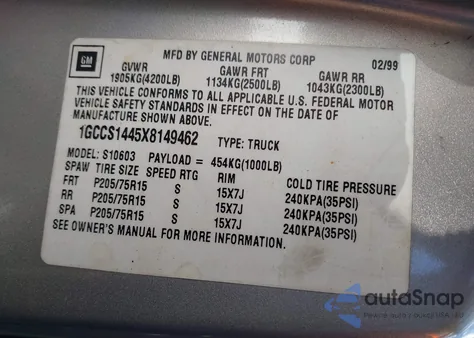 GM
MFD BY GENERAL MOTORS CORP 02/99
GVWR GAWR FRT GAWR RR
1905KG(4200LB) 1134KG(2500LB) 1043KG(2300LB)
THIS VEHICLE CONFORMS TO ALL APPLICABLE U.S. FEDERAL MOTOR
VEHICLE SAFETY STANDARDS IN EFFECT ON THE DATE OF
MANUFACTURE SHOWN ABOVE.
1GCCS1445X8149462 TYPE: TRUCK
MODEL: S10603 PAYLOAD = 454KG(1000LB)
SPAW TIRE SIZE SPEED RTG RIM COLD TIRE PRESSURE
FRT P205/75R15 S 15X7J 240KPA(35PSI)
RR P205/75R15 S 15X7J 240KPA(35PSI)
SPA P205/75R15 S 15X7J 240KPA(35PSI)
SEE OWNER'S MANUAL FOR MORE INFORMATION.
autaSnap